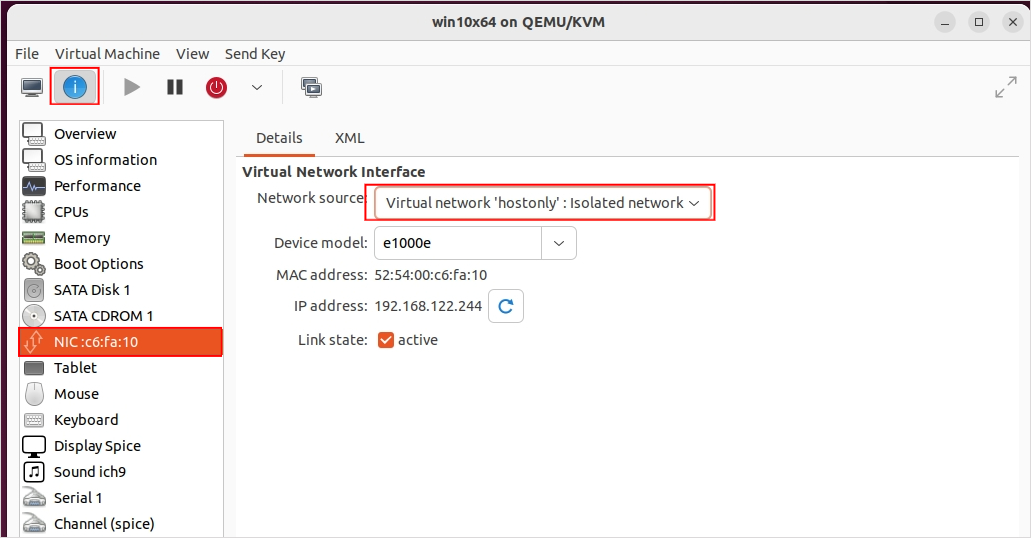 win10x64 on QEMU/KVM
File Virtual Machine View Send Key
Overview
OS information
Performance
CPUs
Memory
Boot Options
SATA Disk 1
SATA CDROM 1
NIC :c6:fa:10
Tablet
Mouse
Keyboard
Display Spice
Sound ich9
Serial 1
Channel (spice)
Details XML
Virtual Network Interface
Network source: Virtual network 'hostonly' : Isolated network
Device model: e1000e
MAC address: 52:54:00:c6:fa:10
IP address: 192.168.122.244
Link state: active